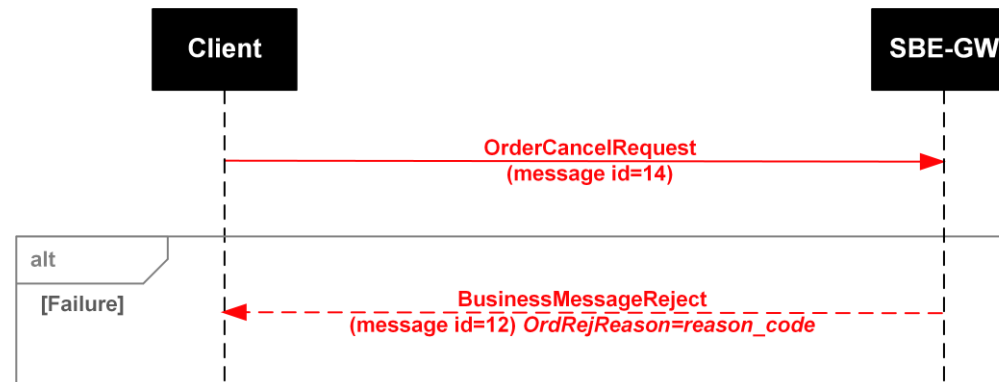 Client
SBE-GW
OrderCancelRequest
(message id=14)
alt
[Failure]
BusinessMessageReject
(message id=12) OrdRejReason=reason_code